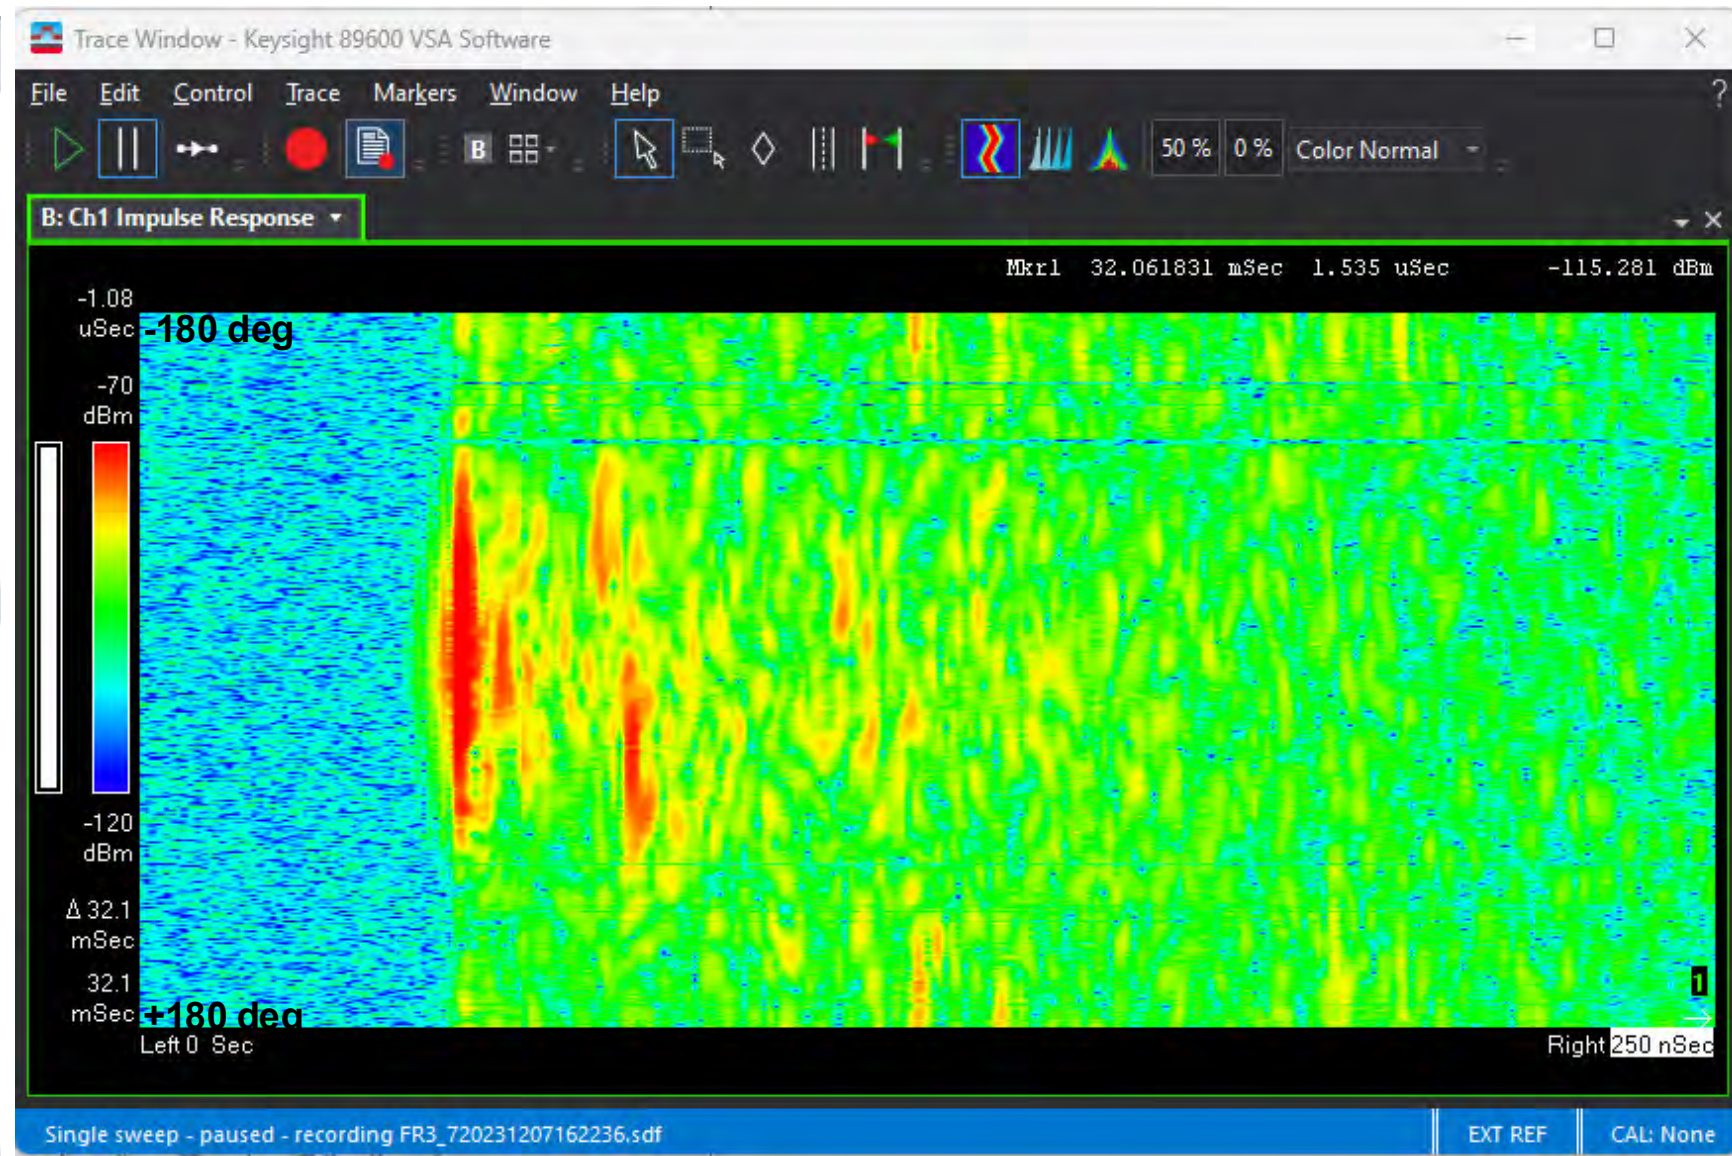 Trace Window - Keysight 89600 VSA Software
File Edit Control Trace Markers Window Help ?
B 50 % 0 % Color Normal
B: Ch1 Impulse Response
Mkr1 32.061831 mSec 1.535 uSec -115.281 dBm
-1.08
uSec
-180 deg
-70
dBm
-120
dBm
Δ 32.1
mSec
32.1
mSec
+180 deg
1
Left 0 Sec Right 250 nSec
Single sweep - paused - recording FR3_720231207162236.sdf EXT REF CAL: None